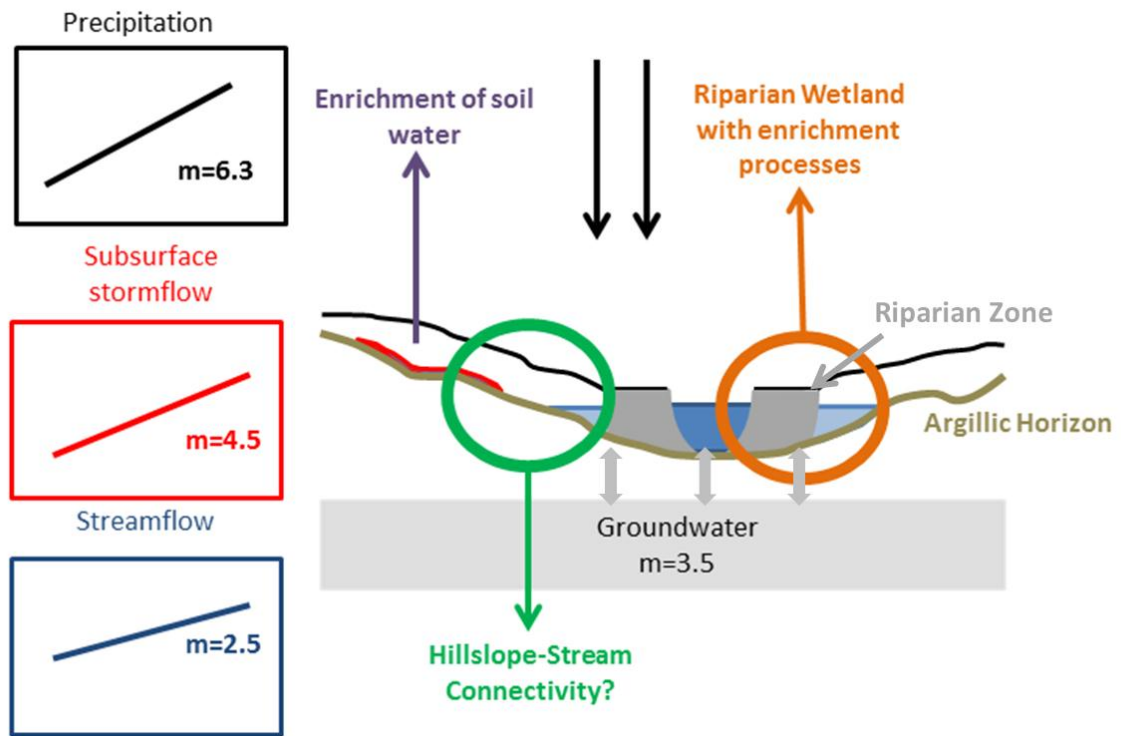 Precipitation
m=6.3
Subsurface
stormflow
m=4.5
Streamflow
m=2.5
Enrichment of soil
water
Riparian Wetland
with enrichment
processes
Riparian Zone
Argillic Horizon
Groundwater
m=3.5
Hillslope-Stream
Connectivity?